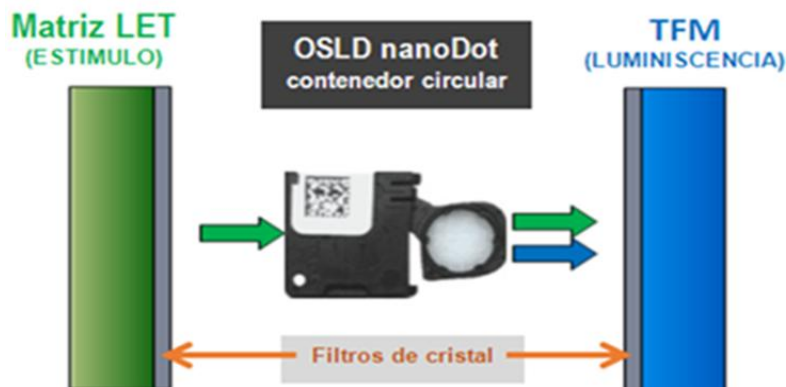 Matriz LET
(ESTIMULO)
OSLD nanoDot
contenedor circular
TFM
(LUMINISCENCIA)
Filtros de cristal